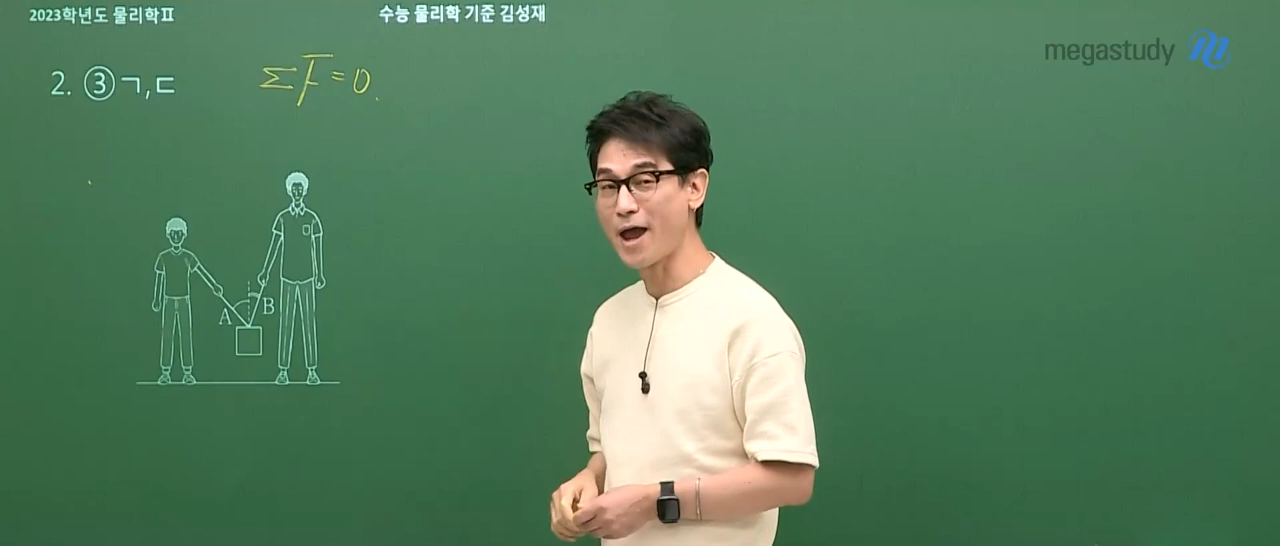 2023학년도 물리학Ⅱ
수능 물리학 기준 김성재
megastudy
2. ③ ㄱ,ㄷ
ΣF = 0.
A
B